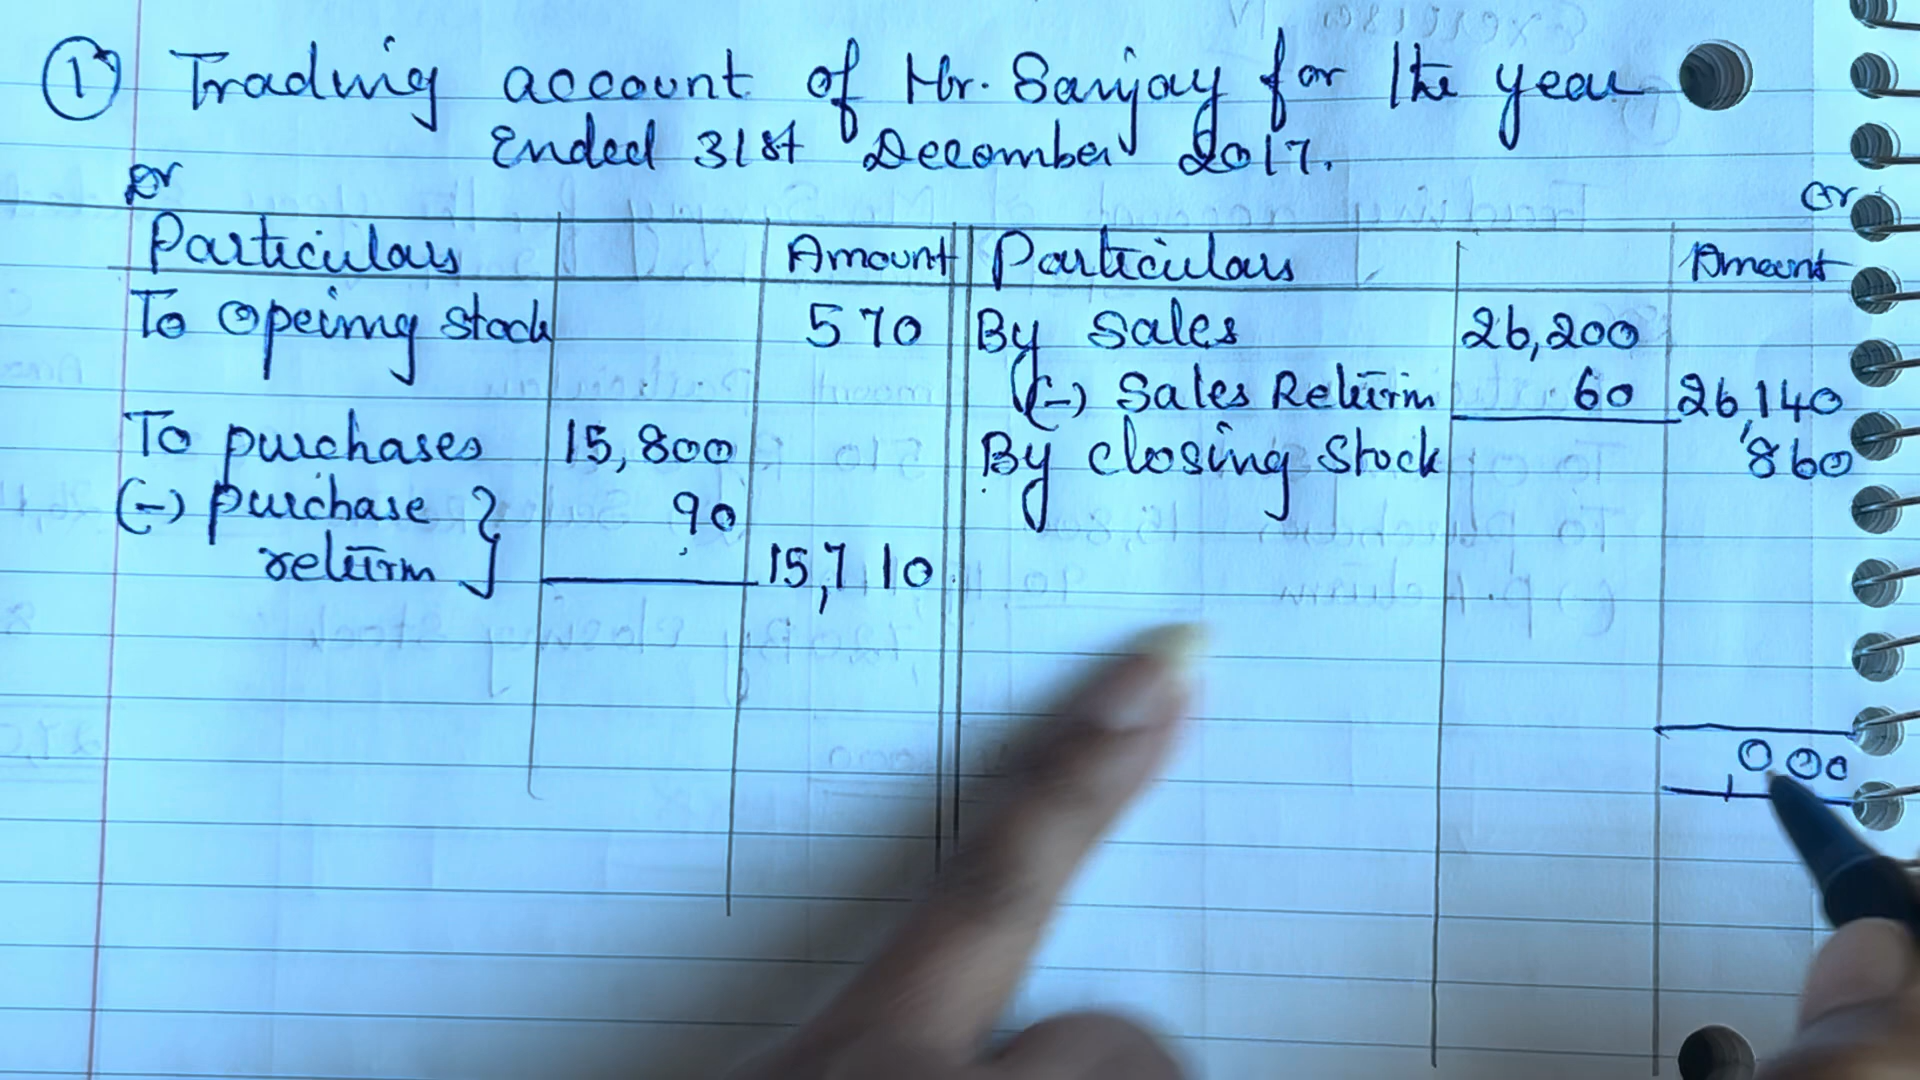 ① Trading account of Mr. Sanjay for the year
Ended 31st December 2017.
Dr Cr
Particulars Amount Particulars Amount
To Opeing Stock 570 By Sales 26,200
(-) Sales Return 60 26,140
To purchases 15,800 By closing Stock 860
(-) purchase 90
return 15,710
,000